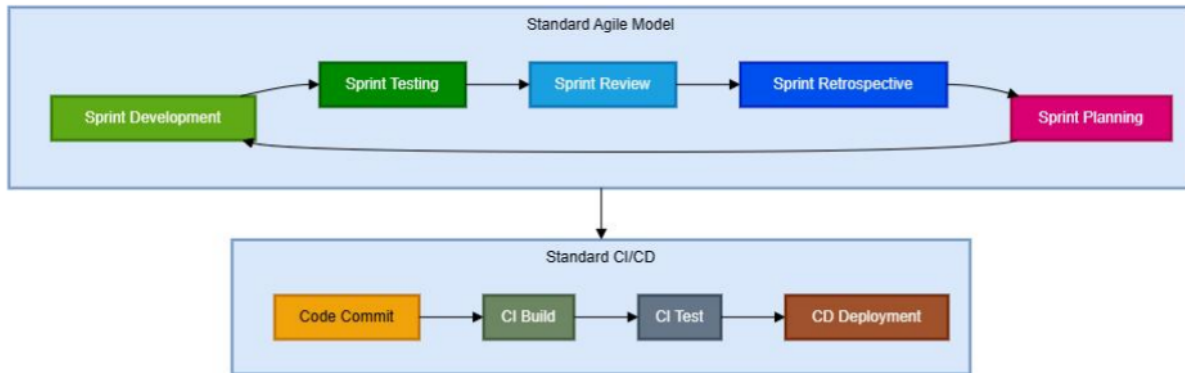 Standard Agile Model
Sprint Testing
Sprint Review
Sprint Retrospective
Sprint Development
Sprint Planning
Standard CI/CD
Code Commit
CI Build
CI Test
CD Deployment